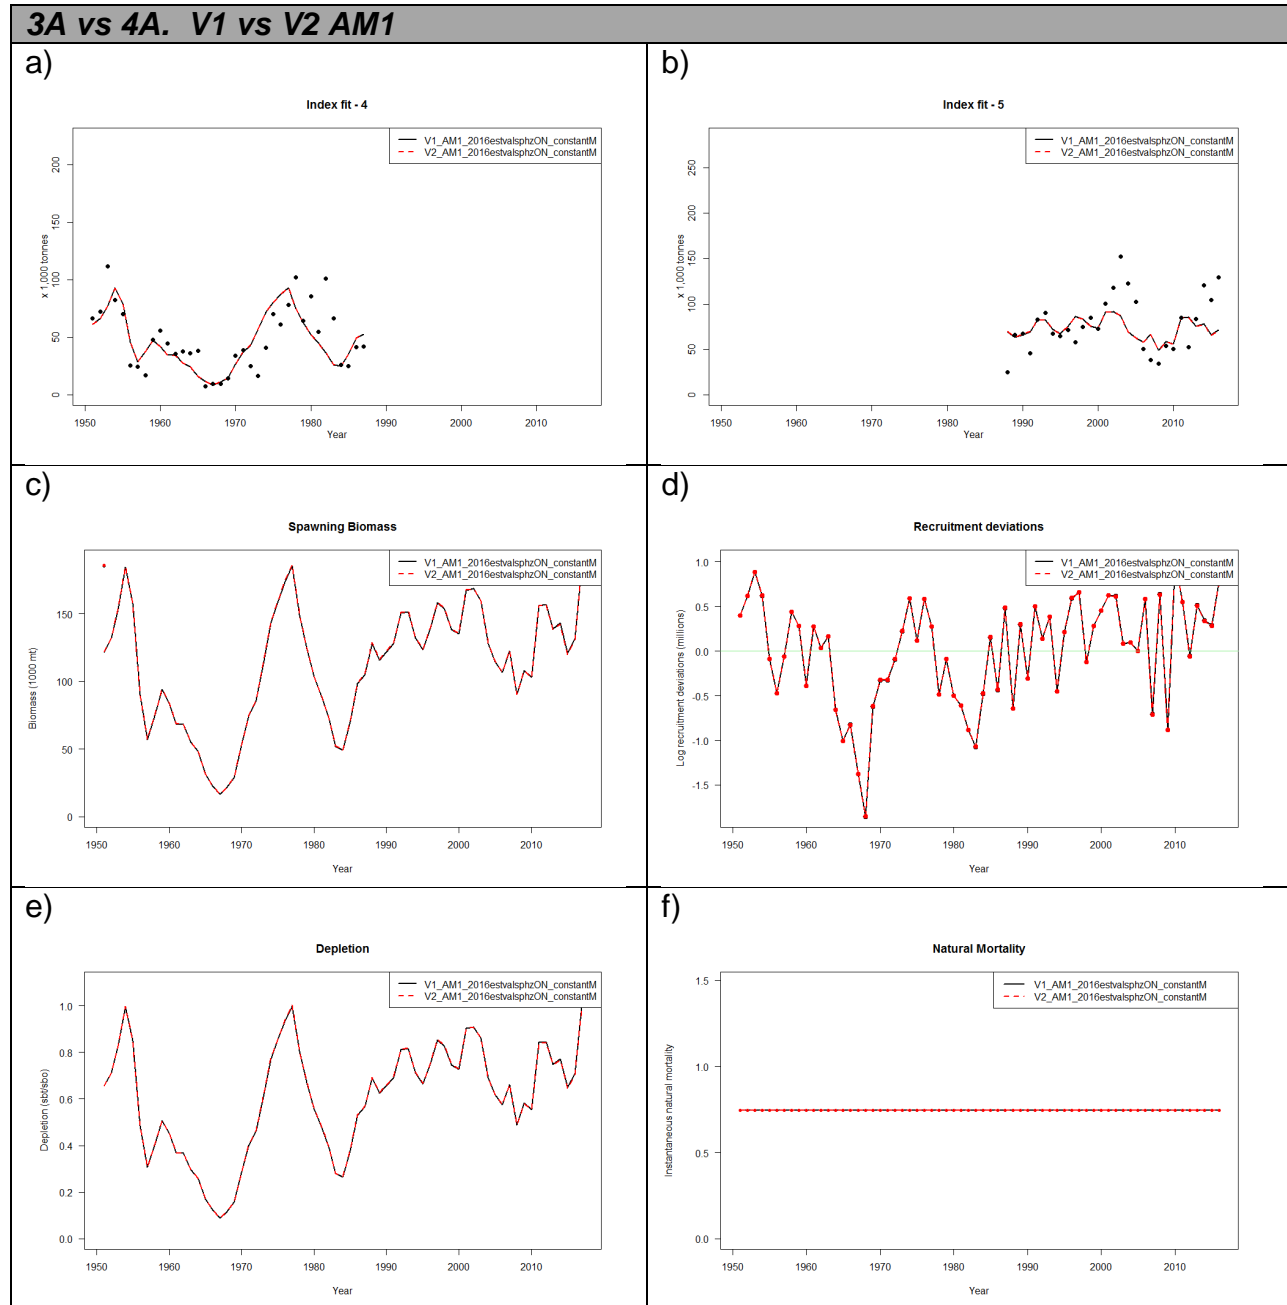 3A vs 4A. V1 vs V2 AM1
a)
Index fit - 4
V1_AM1_2016estvalsphzON_constantM
V2_AM1_2016estvalsphzON_constantM
x 1,000 tonnes
200
150
100
50
0
1950 1960 1970 1980 1990 2000 2010
Year
b)
Index fit - 5
V1_AM1_2016estvalsphzON_constantM
V2_AM1_2016estvalsphzON_constantM
x 1,000 tonnes
250
200
150
100
50
0
1950 1960 1970 1980 1990 2000 2010
Year
c)
Spawning Biomass
V1_AM1_2016estvalsphzON_constantM
V2_AM1_2016estvalsphzON_constantM
Biomass (1000 mt)
150
100
50
0
1950 1960 1970 1980 1990 2000 2010
Year
d)
Recruitment deviations
V1_AM1_2016estvalsphzON_constantM
V2_AM1_2016estvalsphzON_constantM
Log recruitment deviations (millions)
1.0
0.5
0.0
-0.5
-1.0
-1.5
1950 1960 1970 1980 1990 2000 2010
Year
e)
Depletion
V1_AM1_2016estvalsphzON_constantM
V2_AM1_2016estvalsphzON_constantM
Depletion (sbt/sbo)
1.0
0.8
0.6
0.4
0.2
0.0
1950 1960 1970 1980 1990 2000 2010
Year
f)
Natural Mortality
V1_AM1_2016estvalsphzON_constantM
V2_AM1_2016estvalsphzON_constantM
Instantaneous natural mortality
1.5
1.0
0.5
0.0
1950 1960 1970 1980 1990 2000 2010
Year